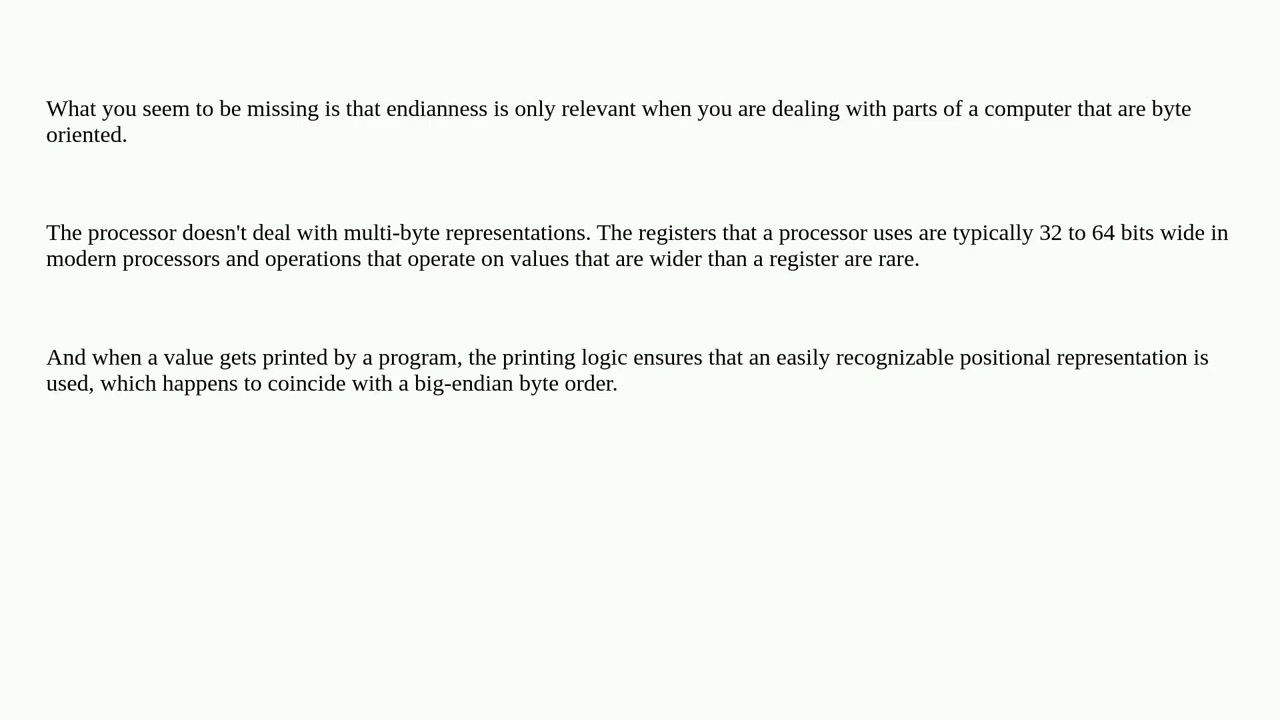 What you seem to be missing is that endianness is only relevant when you are dealing with parts of a computer that are byte
oriented.
The processor doesn't deal with multi-byte representations. The registers that a processor uses are typically 32 to 64 bits wide in
modern processors and operations that operate on values that are wider than a register are rare.
And when a value gets printed by a program, the printing logic ensures that an easily recognizable positional representation is
used, which happens to coincide with a big-endian byte order.